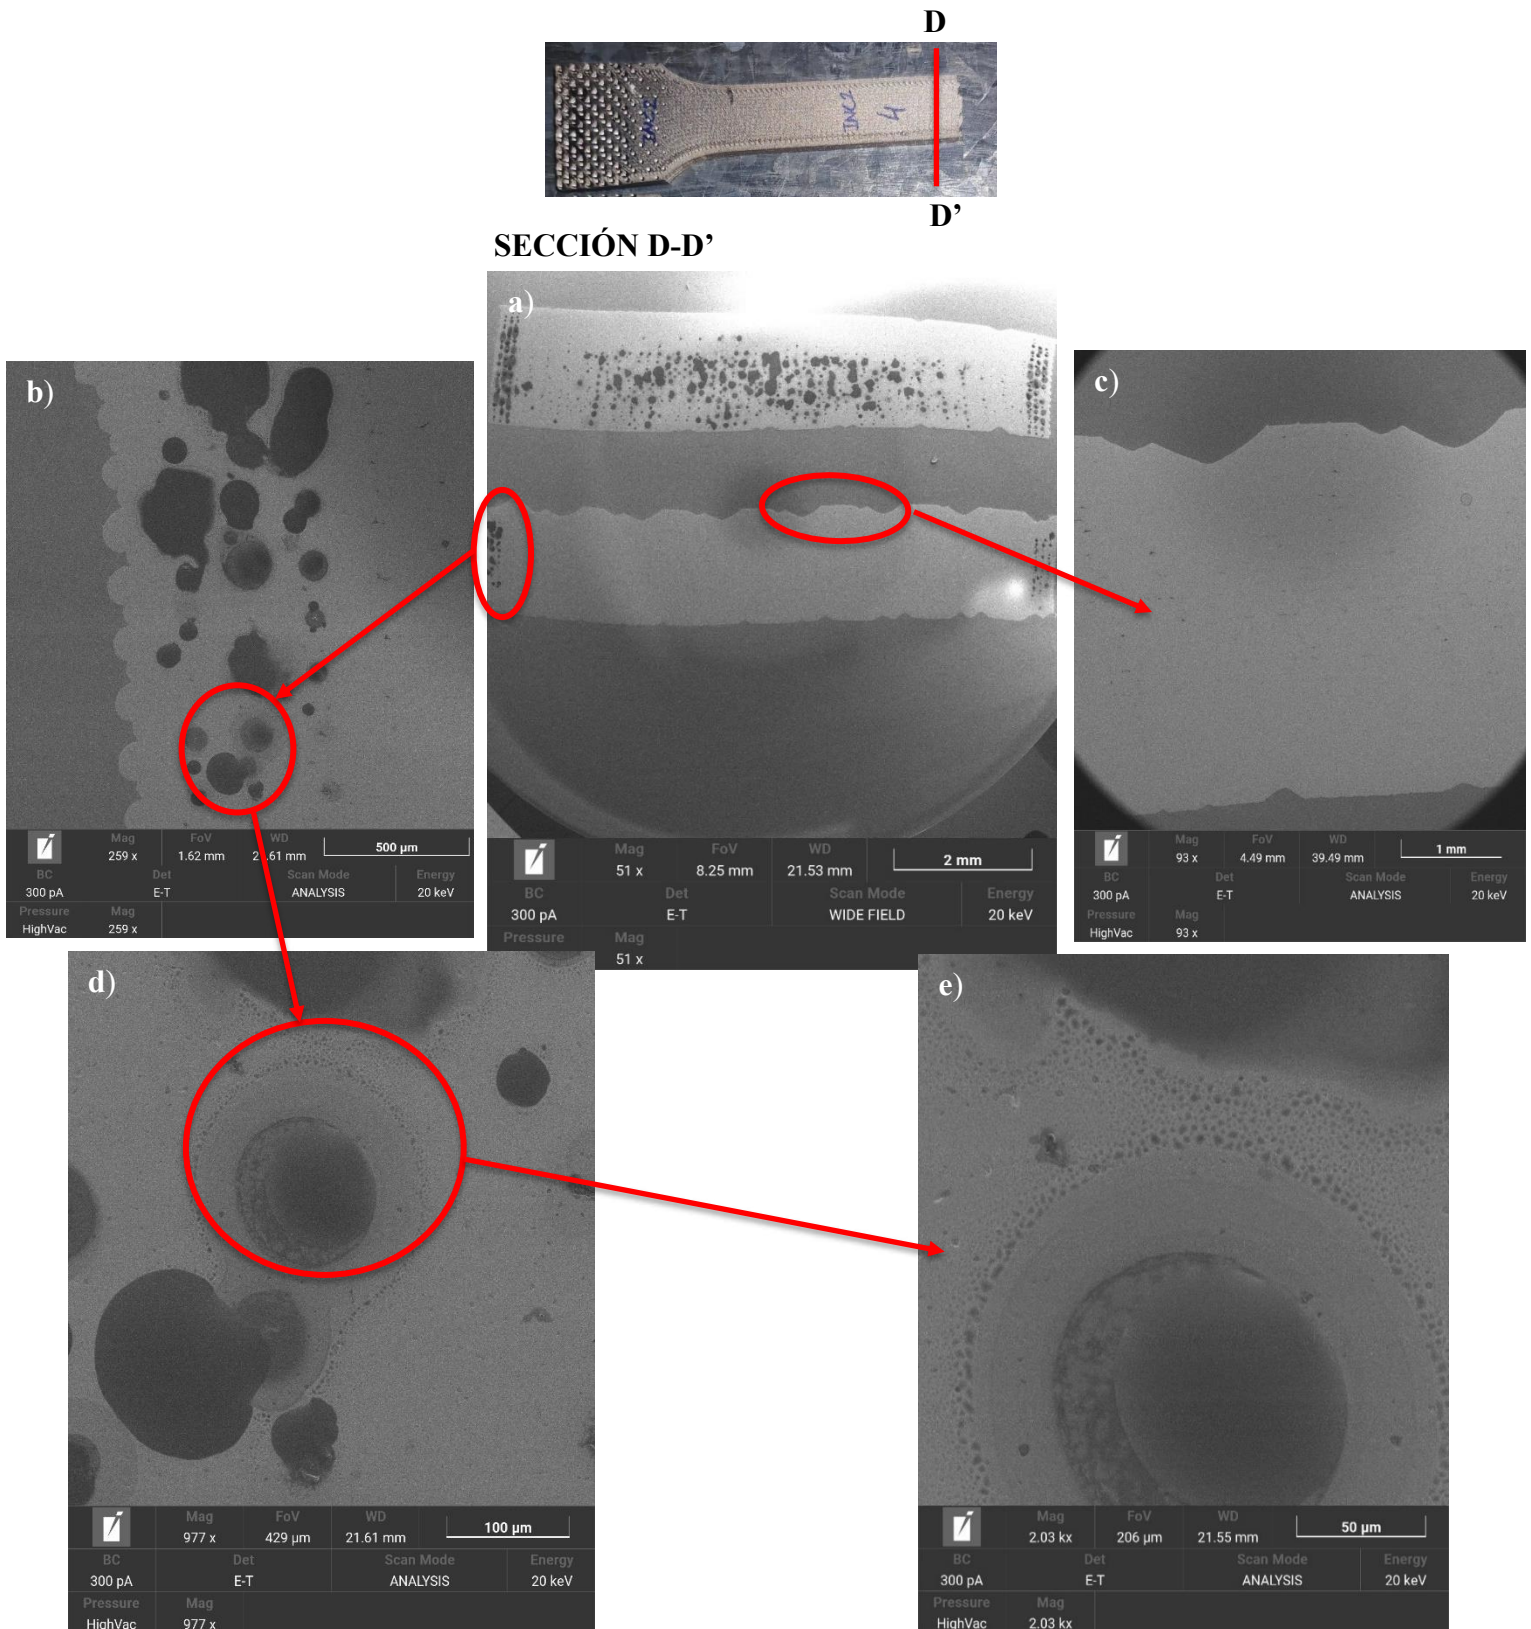 D
INC2
INC2
4
D’
SECCIÓN D-D’
a)
b)
c)
Mag FoV WD
259 x 1.62 mm 21.61 mm 500 µm
BC Det Scan Mode Energy
300 pA E-T ANALYSIS 20 keV
Pressure Mag
HighVac 259 x
Mag FoV WD
51 x 8.25 mm 21.53 mm 2 mm
BC Det Scan Mode Energy
300 pA E-T WIDE FIELD 20 keV
Pressure Mag
51 x
Mag FoV WD
93 x 4.49 mm 39.49 mm 1 mm
BC Det Scan Mode Energy
300 pA E-T ANALYSIS 20 keV
Pressure Mag
HighVac 93 x
d)
e)
Mag FoV WD
977 x 429 µm 21.61 mm 100 µm
BC Det Scan Mode Energy
300 pA E-T ANALYSIS 20 keV
Pressure Mag
HighVac 977 x
Mag FoV WD
2.03 kx 206 µm 21.55 mm 50 µm
BC Det Scan Mode Energy
300 pA E-T ANALYSIS 20 keV
Pressure Mag
HighVac 2.03 kx